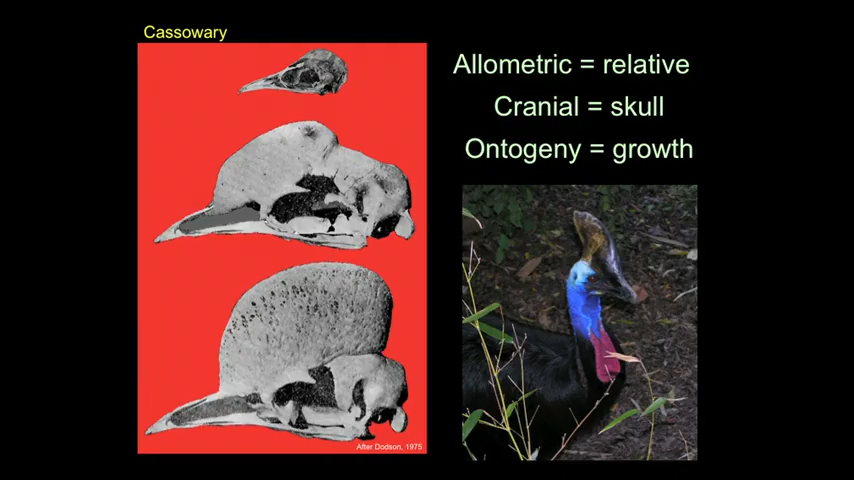 Cassowary
Allometric = relative
Cranial = skull
Ontogeny = growth
After Dodson, 1975